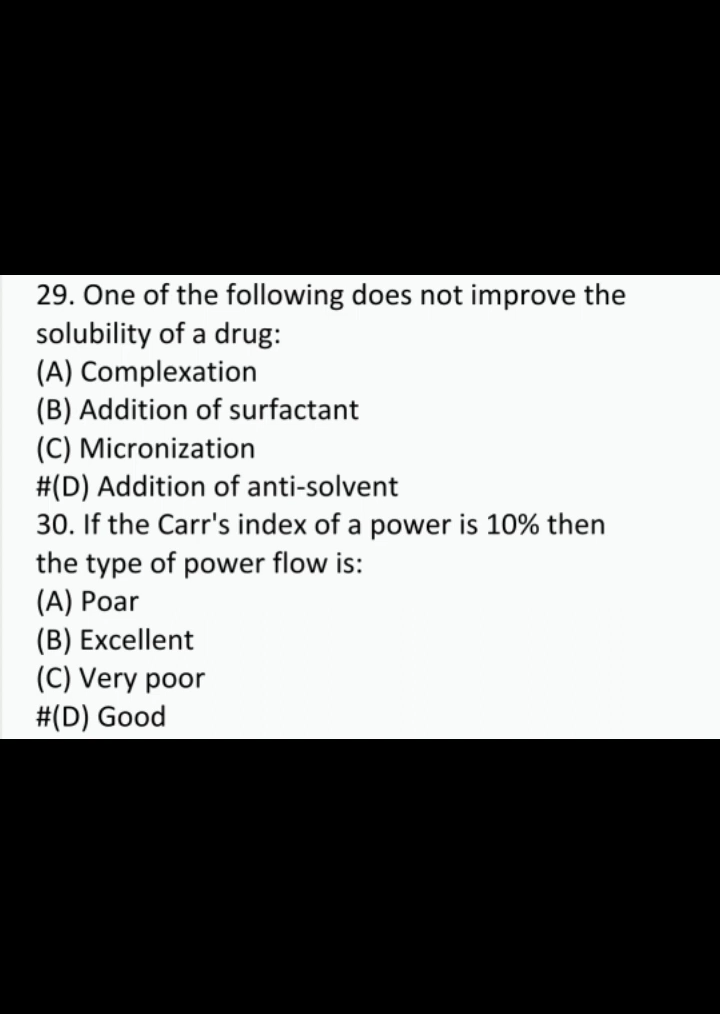 29. One of the following does not improve the
solubility of a drug:
(A) Complexation
(B) Addition of surfactant
(C) Micronization
#(D) Addition of anti-solvent
30. If the Carr's index of a power is 10% then
the type of power flow is:
(A) Poar
(B) Excellent
(C) Very poor
#(D) Good